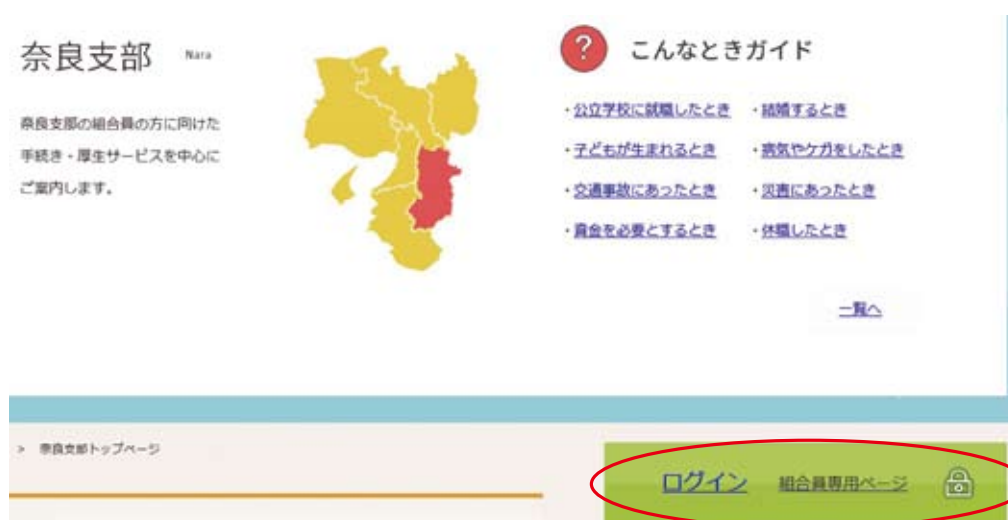 奈良支部 Nara
奈良支部の組合員の方に向けた
手続き・厚生サービスを中心に
ご案内します。
? こんなときガイド
・公立学校に就職したとき ・結婚するとき
・子どもが生まれるとき ・病気やケガをしたとき
・交通事故にあったとき ・災害にあったとき
・資金を必要とするとき ・休職したとき
一覧へ
> 奈良支部トップページ
ログイン 組合員専用ページ